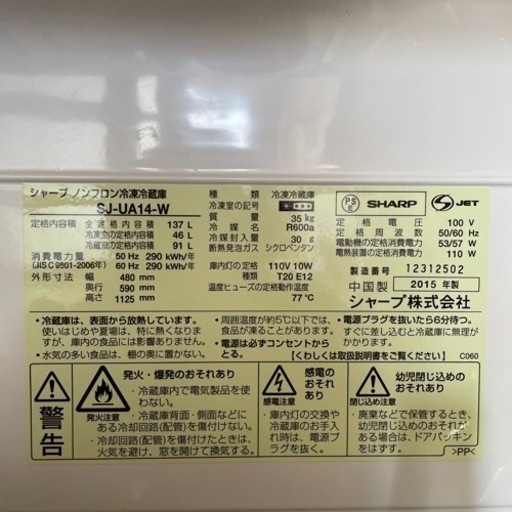 シャープ ノンフロン冷凍冷蔵庫
SJ-UA14-W
定格内容積 全定格内容積 137 L
冷凍室の定格内容積 46 L
冷蔵室の定格内容積 91 L
消費電力量 50 Hz 290 kWh/年
(JIS C 9801-2006年) 60 Hz 290 kWh/年
外形寸法 幅 480 mm
奥行 590 mm
高さ 1125 mm
種類 冷凍冷蔵庫
冷凍室の記号
質量 35 kg
冷媒 R600a
冷媒封入量 30 g
断熱発泡ガス シクロペンタン
庫内灯の定格 110V 10W
種類 T20 E12
温度ヒューズの定格動作温度 77℃
PS E SHARP S JET
定格電圧 100 V
定格周波数 50/60 Hz
電動機の定格消費電力 53/57 W
電熱装置の定格消費電力 110 W
製造番号 12312502
中国製 2015 年製
シャープ株式会社
・冷蔵庫は、表面から放熱しています。
使いはじめや夏場は、特に熱くなりま
すが、庫内の食品には影響ありません。
・水気の多い食品は、棚の奥に置かない。
・周囲温度が約5℃以下では、
食品が凍ることがあります。
・電源は必ずコンセントから
とる。
・電源プラグを抜いたら6分待つ。
すぐに差し込むと冷蔵庫に無理が
かかります。
【くわしくは取扱説明書をご覧ください】 C060
警告
発火・爆発のおそれあり
発火注意
・冷蔵庫内で電気製品を使
わない。
・冷蔵庫背面・側面などに
ある冷却回路(配管)を傷付けない。
・冷却回路(配管)を傷付けたときは、
火気を避け、窓を開けて換気する。
感電の
おそれ
あり
感電注意
・庫内灯の交換や
冷蔵庫のお手入
れ時は、電源プラ
グを抜く。
幼児閉じ込めの
おそれあり
閉じ込め注意
・廃棄などで保管するとき、
幼児閉じ込めのおそれが
ある場合は、ドアパッキン
をはずす。
>PP<